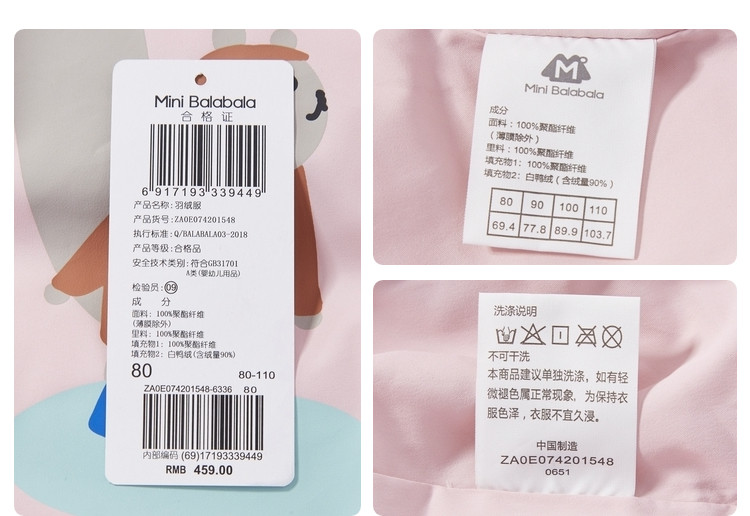 Mini Balabala
合格证
6 917193 339449
产品名称: 羽绒服
产品货号: ZA0E074201548
执行标准: Q/BALABALA03-2018
产品等级: 合格品
安全技术类别: 符合GB31701
A类(婴幼儿用品)
检验员: 09
成 分
面料: 100%聚酯纤维
(薄膜除外)
里料: 100%聚酯纤维
填充物1: 100%聚酯纤维
填充物2: 白鸭绒(含绒量90%)
80 80-110
ZA0E074201548-6336 80
内部编码 (69)17193339449
RMB 459.00
M
Mini Balabala
成分
面料：100%聚酯纤维
（薄膜除外）
里料：100%聚酯纤维
填充物1：100%聚酯纤维
填充物2：白鸭绒（含绒量90%）
80 90 100 110
69.4 77.8 89.9 103.7
洗涤说明
不可干洗
本商品建议单独洗涤，如有轻
微褪色属正常现象，为保持衣
服色泽，衣服不宜久浸。
中国制造
ZA0E074201548
0651